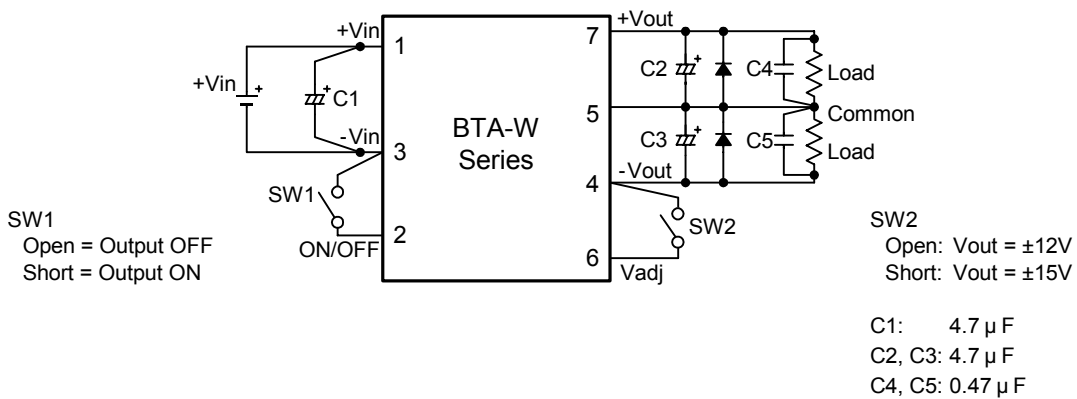 +Vin
+Vin
+
C1
+
-Vin
1
3
2
SW1
ON/OFF
BTA-W
Series
7
5
4
6
+Vout
C2
+
C4
Load
Common
C3
+
C5
Load
-Vout
SW2
Vadj
SW1
Open = Output OFF
Short = Output ON
SW2
Open: Vout = ±12V
Short: Vout = ±15V
C1: 4.7 µ F
C2, C3: 4.7 µ F
C4, C5: 0.47 µ F